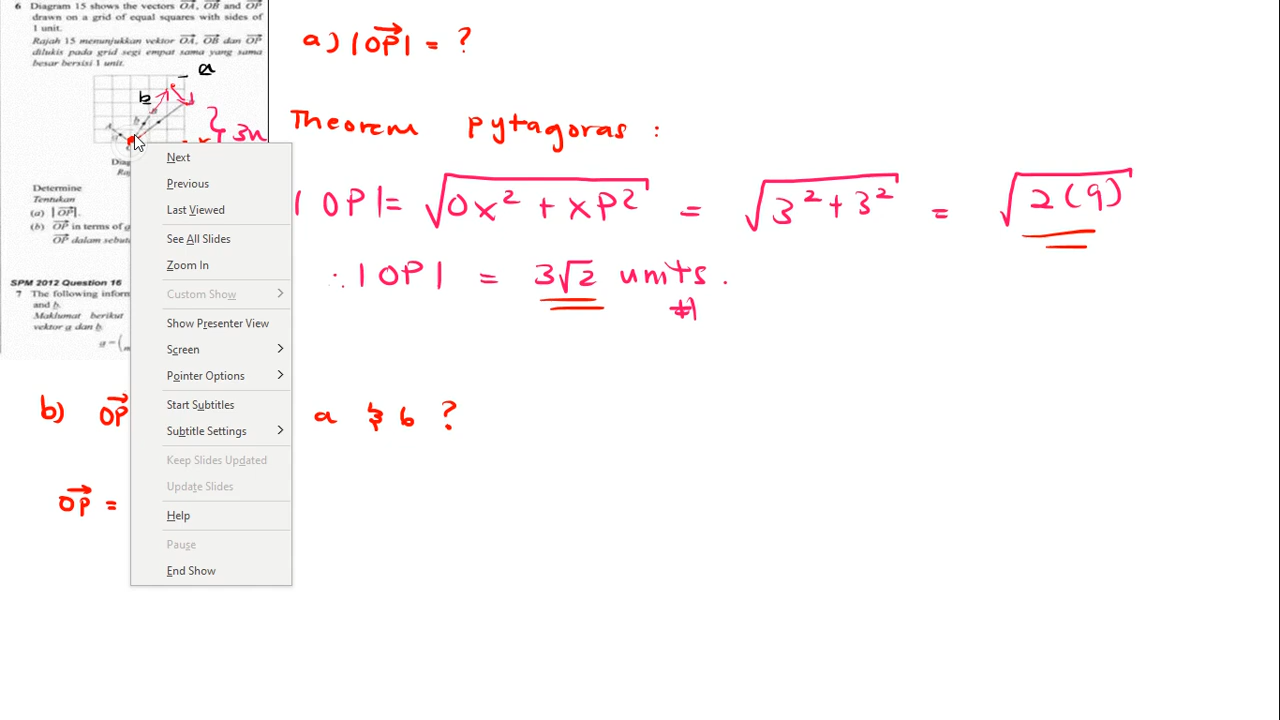 6 Diagram 15 shows the vectors OA, OB and OP
drawn on a grid of equal squares with sides of
1 unit.
Rajah 15 menunjukkan vektor OA, OB dan OP
dilukis pada grid segi empat sama yang sama
besar bersisi 1 unit.
a
b
A
Determine
Tentukan
(a) |OP|.
(b) OP in terms of
OP dalam
SPM 2012 Question 16
7 The following
and b.
Maklumat berikut
vektor a dan b
a) |OP| = ?
Theorem pytagoras :
|OP| = √OX² + XP² = √3² + 3² = √2(9)
∴ |OP| = 3√2 units.
b) OP a & b ?
OP =
Next
Previous
Last Viewed
See All Slides
Zoom In
Custom Show
Show Presenter View
Screen
Pointer Options
Start Subtitles
Subtitle Settings
Keep Slides Updated
Update Slides
Help
Pause
End Show